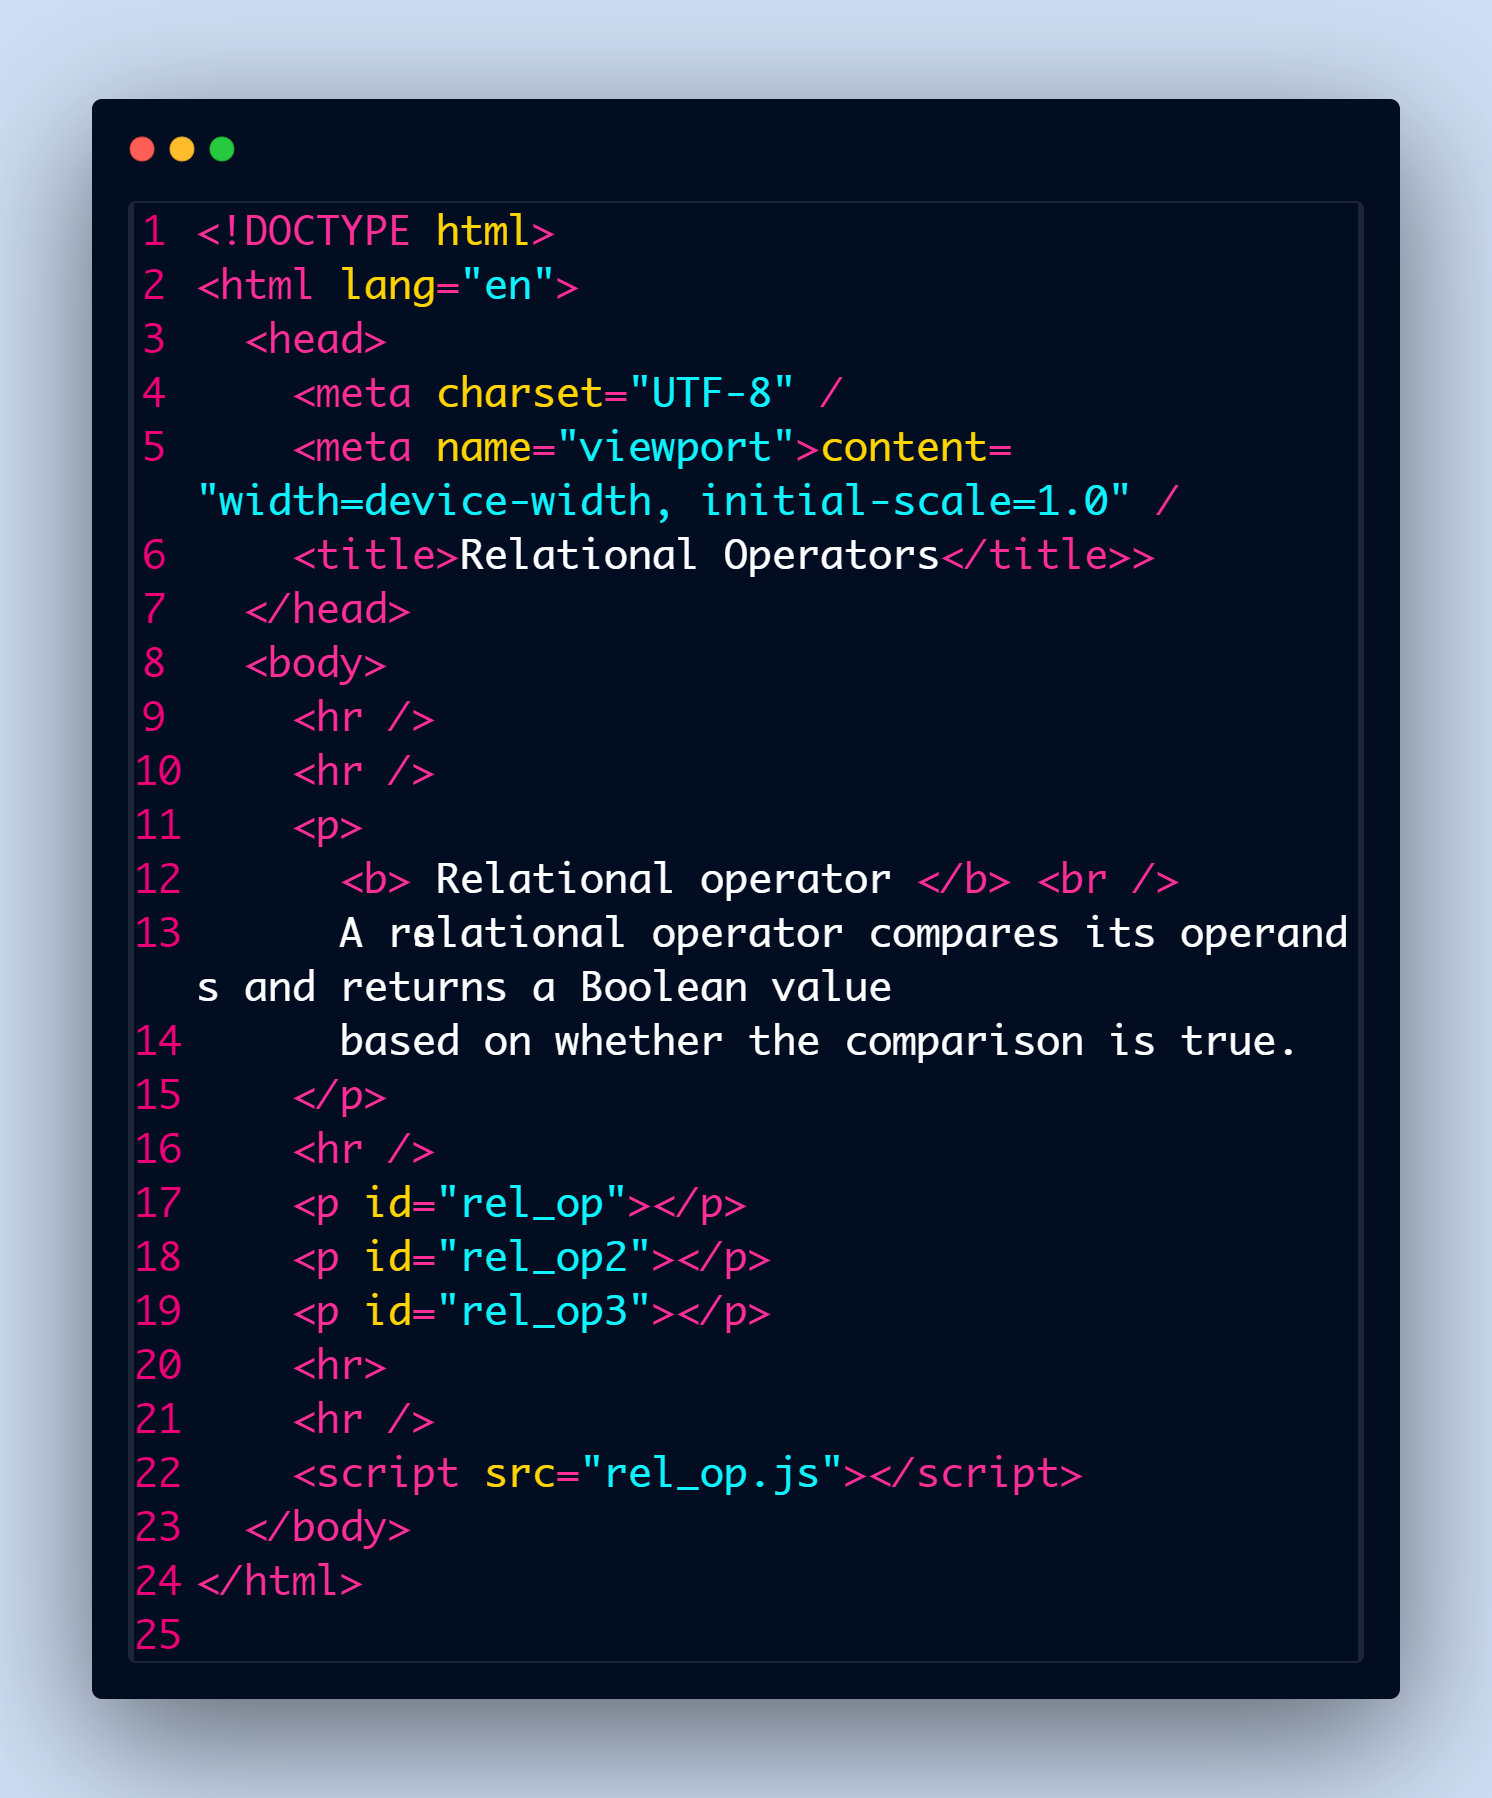 1 <!DOCTYPE html>
2 <html lang="en">
3   <head>
4     <meta charset="UTF-8" /
5     <meta name="viewport">content=
"width=device-width, initial-scale=1.0" /
6     <title>Relational Operators</title>>
7   </head>
8   <body>
9     <hr />
10     <hr />
11     <p>
12       <b> Relational operator </b> <br />
13       A relational operator compares its operand
s and returns a Boolean value
14       based on whether the comparison is true.
15     </p>
16     <hr />
17     <p id="rel_op"></p>
18     <p id="rel_op2"></p>
19     <p id="rel_op3"></p>
20     <hr>
21     <hr />
22     <script src="rel_op.js"></script>
23   </body>
24 </html>
25